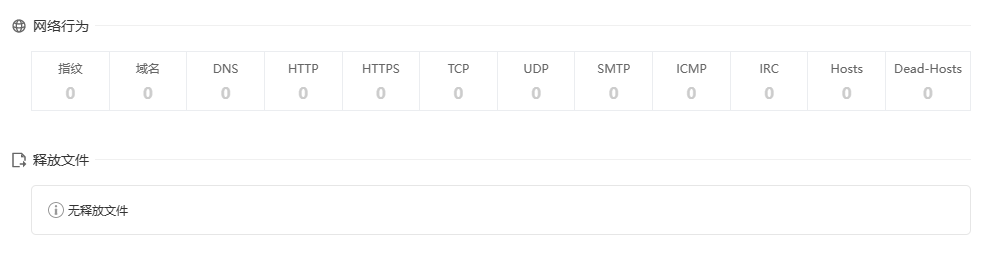 网络行为
指纹 域名 DNS HTTP HTTPS TCP UDP SMTP ICMP IRC Hosts Dead-Hosts
0 0 0 0 0 0 0 0 0 0 0 0
释放文件
无释放文件